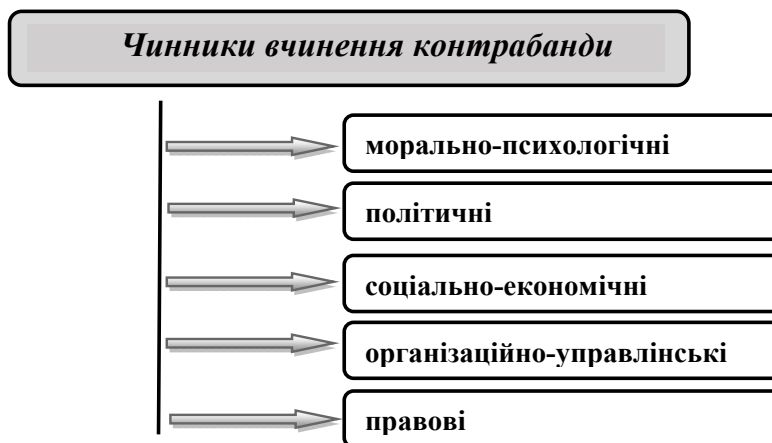 Чинники вчинення контрабанди
морально-психологічні
політичні
соціально-економічні
організаційно-управлінські
правові